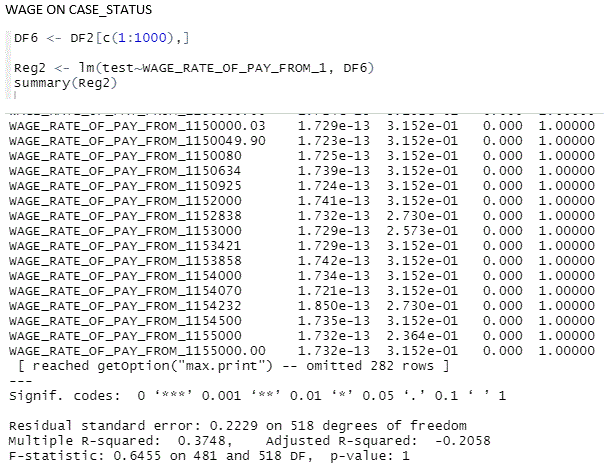 WAGE ON CASE_STATUS
DF6 <- DF2[c(1:1000),]
Reg2 <- lm(test~WAGE_RATE_OF_PAY_FROM_1, DF6)
summary(Reg2)
WAGE_RATE_OF_PAY_FROM_1150000.03 1.729e-13 3.152e-01 0.000 1.00000
WAGE_RATE_OF_PAY_FROM_1150049.90 1.723e-13 3.152e-01 0.000 1.00000
WAGE_RATE_OF_PAY_FROM_1150080 1.725e-13 3.152e-01 0.000 1.00000
WAGE_RATE_OF_PAY_FROM_1150634 1.739e-13 3.152e-01 0.000 1.00000
WAGE_RATE_OF_PAY_FROM_1150925 1.724e-13 3.152e-01 0.000 1.00000
WAGE_RATE_OF_PAY_FROM_1152000 1.741e-13 3.152e-01 0.000 1.00000
WAGE_RATE_OF_PAY_FROM_1152838 1.732e-13 2.730e-01 0.000 1.00000
WAGE_RATE_OF_PAY_FROM_1153000 1.729e-13 2.573e-01 0.000 1.00000
WAGE_RATE_OF_PAY_FROM_1153421 1.729e-13 3.152e-01 0.000 1.00000
WAGE_RATE_OF_PAY_FROM_1153858 1.742e-13 3.152e-01 0.000 1.00000
WAGE_RATE_OF_PAY_FROM_1154000 1.734e-13 3.152e-01 0.000 1.00000
WAGE_RATE_OF_PAY_FROM_1154070 1.721e-13 3.152e-01 0.000 1.00000
WAGE_RATE_OF_PAY_FROM_1154232 1.850e-13 2.730e-01 0.000 1.00000
WAGE_RATE_OF_PAY_FROM_1154500 1.735e-13 3.152e-01 0.000 1.00000
WAGE_RATE_OF_PAY_FROM_1155000 1.732e-13 2.364e-01 0.000 1.00000
WAGE_RATE_OF_PAY_FROM_1155000.00 1.732e-13 3.152e-01 0.000 1.00000
[ reached getOption("max.print") -- omitted 282 rows ]
---
Signif. codes: 0 ‘***’ 0.001 ‘**’ 0.01 ‘*’ 0.05 ‘.’ 0.1 ‘ ’ 1
Residual standard error: 0.2229 on 518 degrees of freedom
Multiple R-squared: 0.3748, Adjusted R-squared: -0.2058
F-statistic: 0.6455 on 481 and 518 DF, p-value: 1